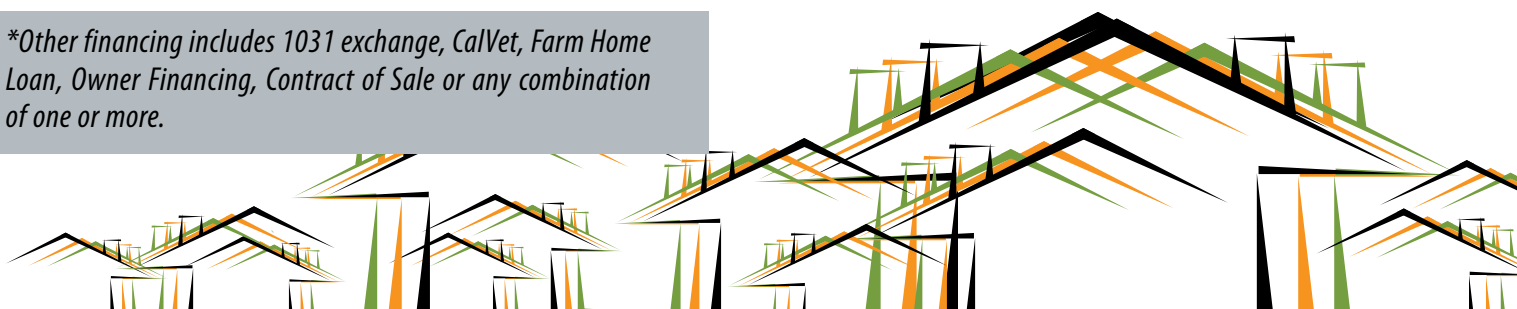 *Other financing includes 1031 exchange, CalVet, Farm Home
Loan, Owner Financing, Contract of Sale or any combination
of one or more.